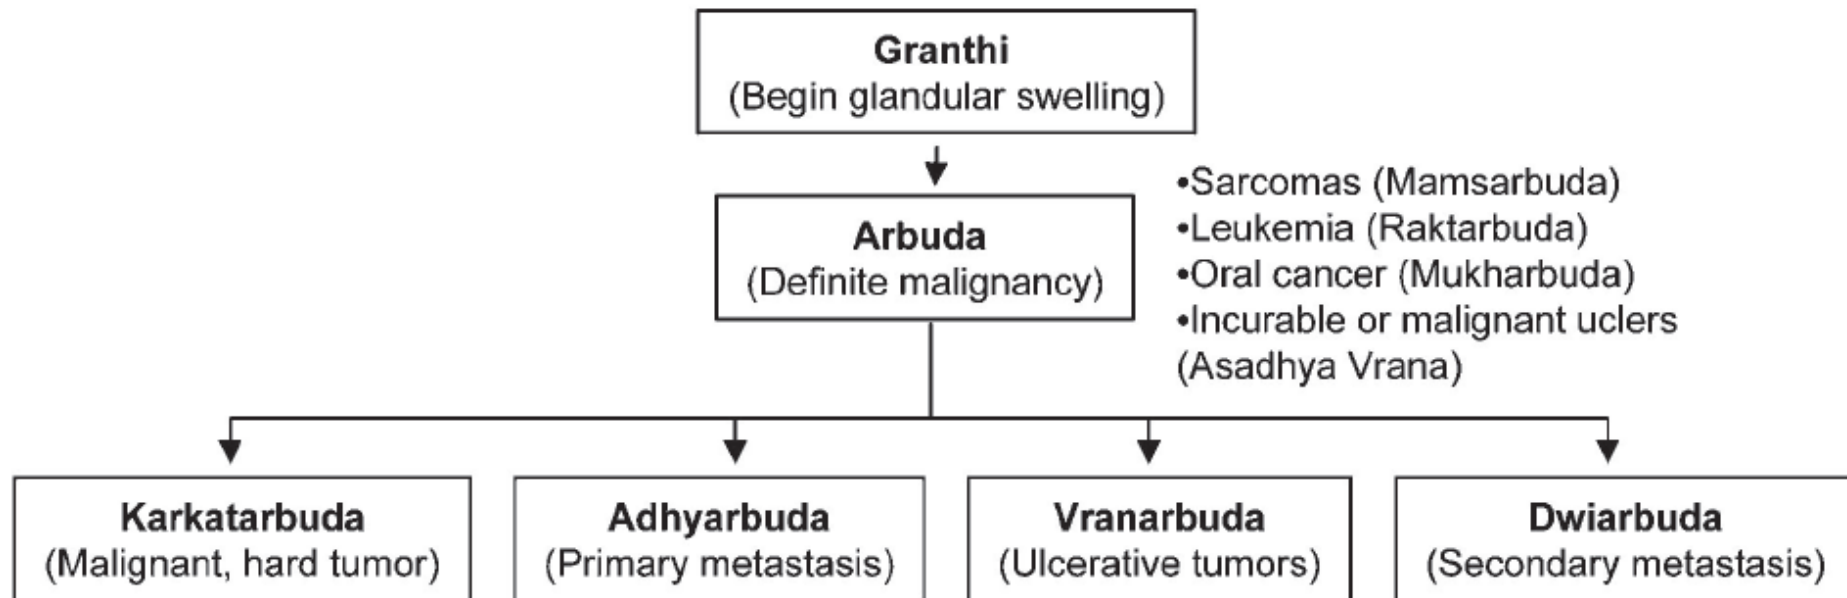 Granthi
(Begin glandular swelling)
Arbuda
(Definite malignancy)
•Sarcomas (Mamsarbuda)
•Leukemia (Raktarbuda)
•Oral cancer (Mukharbuda)
•Incurable or malignant uclers
(Asadhya Vrana)
Karkatarbuda
(Malignant, hard tumor)
Adhyarbuda
(Primary metastasis)
Vranarbuda
(Ulcerative tumors)
Dwiarbuda
(Secondary metastasis)